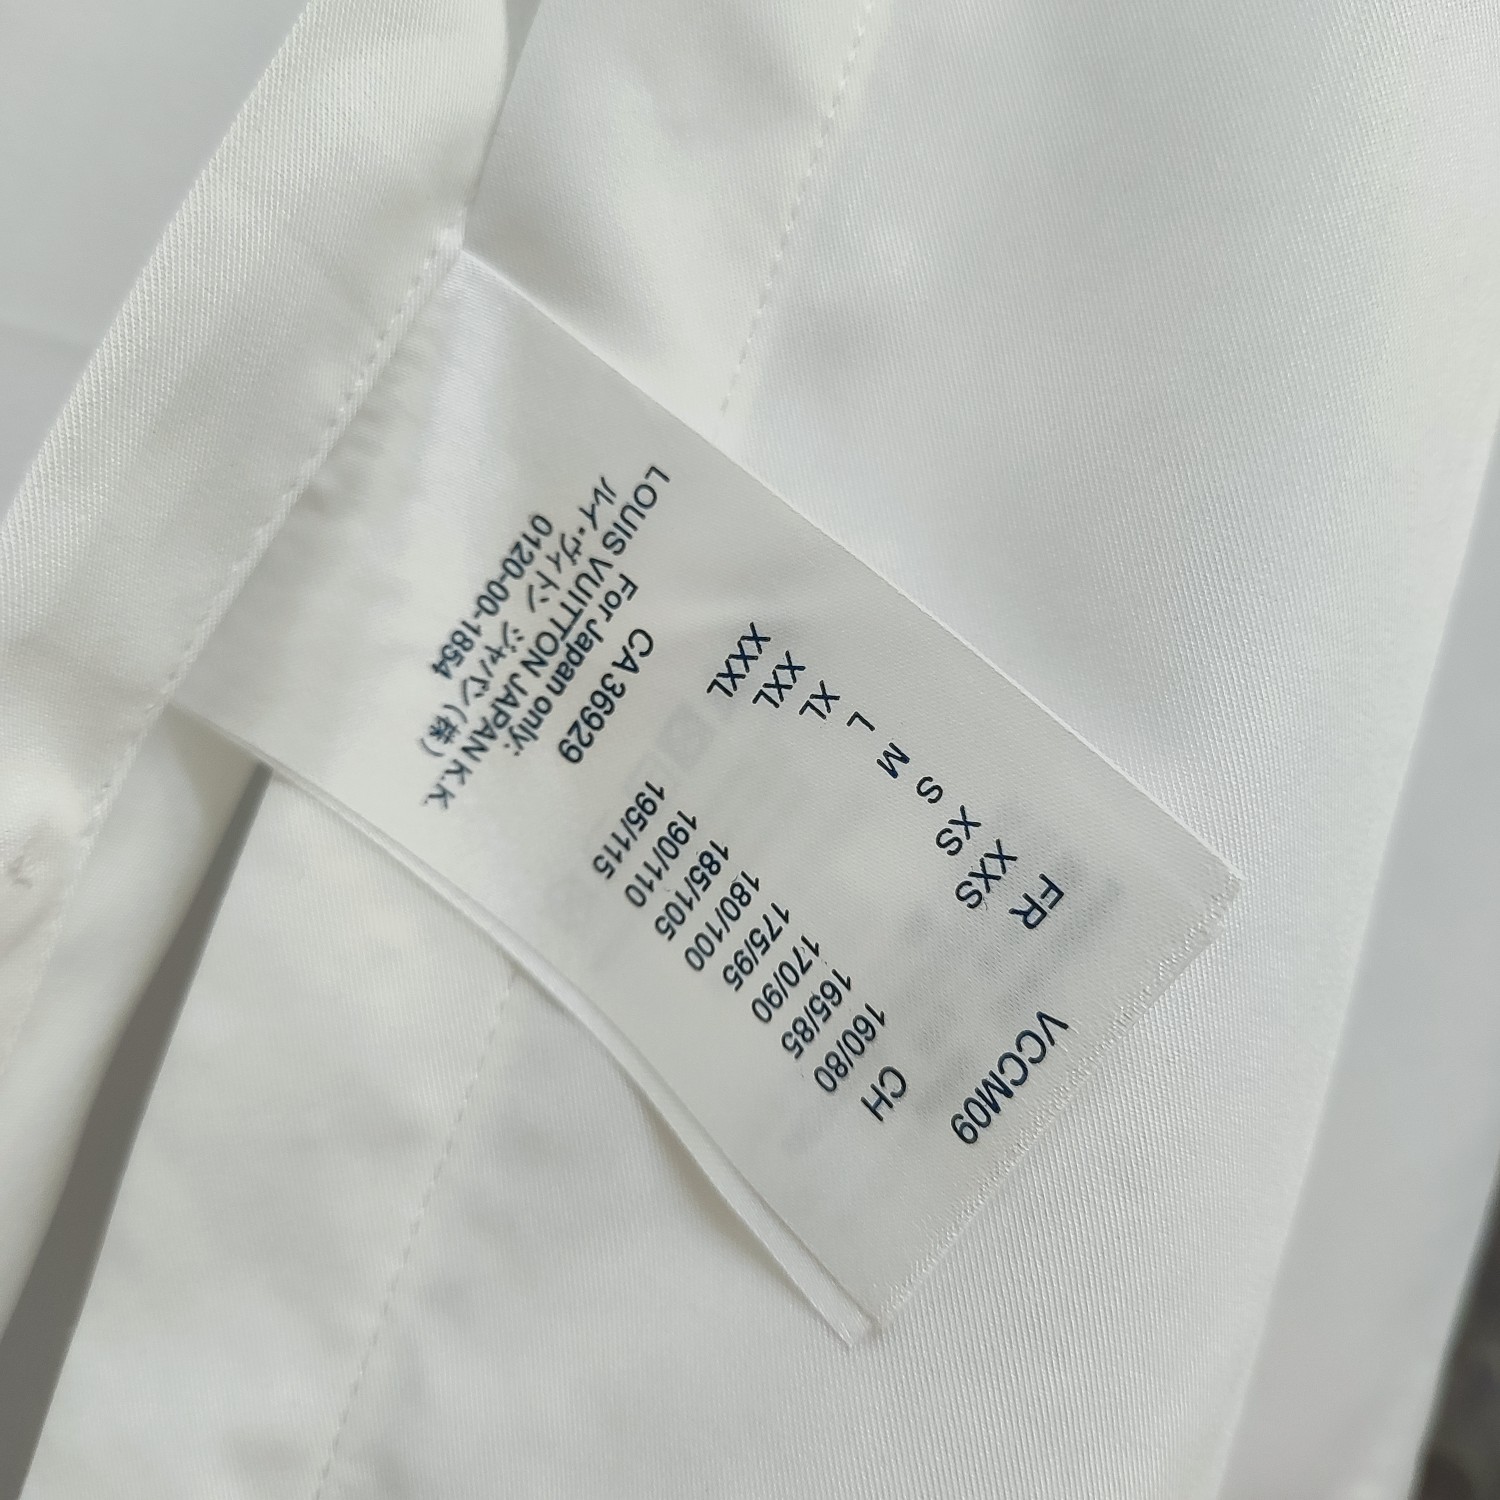 VCCM09
FR CH
XXS 160/80
XS 165/85
S 170/90
M 175/95
L 180/100
XL 185/105
XXL 190/110
XXXL 195/115
CA 36929
For Japan only:
LOUIS VUITTON JAPAN K.K.
ルイ・ヴィトン ジャパン(株)
0120-00-1854